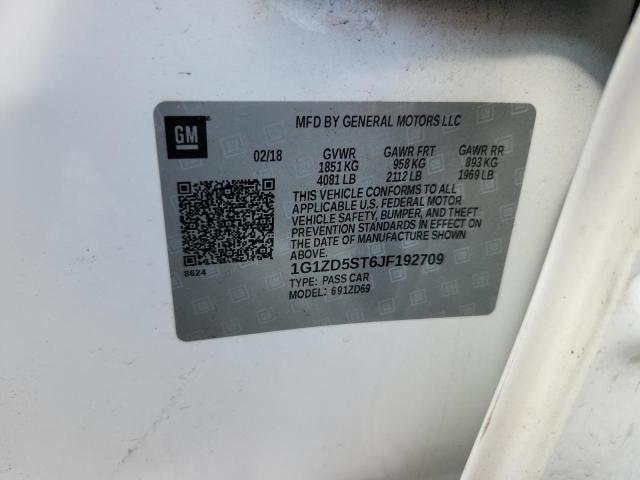 GM
MFD BY GENERAL MOTORS LLC
02/18 GVWR GAWR FRT GAWR RR
1851 KG 958 KG 893 KG
4081 LB 2112 LB 1969 LB
THIS VEHICLE CONFORMS TO ALL
APPLICABLE U.S. FEDERAL MOTOR
VEHICLE SAFETY, BUMPER, AND THEFT
PREVENTION STANDARDS IN EFFECT ON
THE DATE OF MANUFACTURE SHOWN
ABOVE.
8624
1G1ZD5ST6JF192709
TYPE: PASS CAR
MODEL: 691ZD69